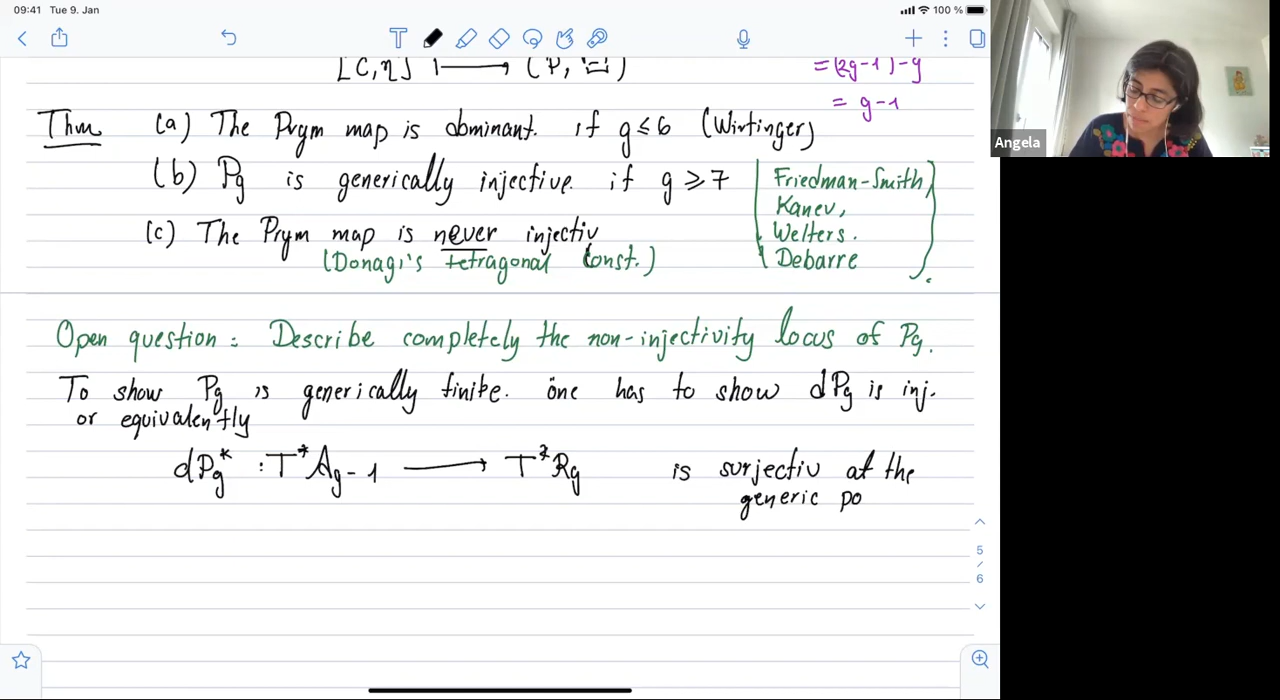 09:41 Tue 9. Jan
100 %
[C, η] ⟼ (P, Ξ)
= (2g-1) - g
= g-1
Thm (a) The Prym map is dominant. if g ≤ 6 (Wirtinger)
(b) Pg is generically injective. if g ≥ 7
Friedman-Smith
Kanev,
Welters.
Debarre
(c) The Prym map is never injectiv
(Donagi's tetragonal Const.)
Open question: Describe completely the non-injectivity locus of Pg.
To show Pg is generically finite. one has to show dPg is inj.
or equivalently
dPg* : T*Ag-1 ⟶ T*Rg is surjectiv at the
generic po
Angela
5
/
6